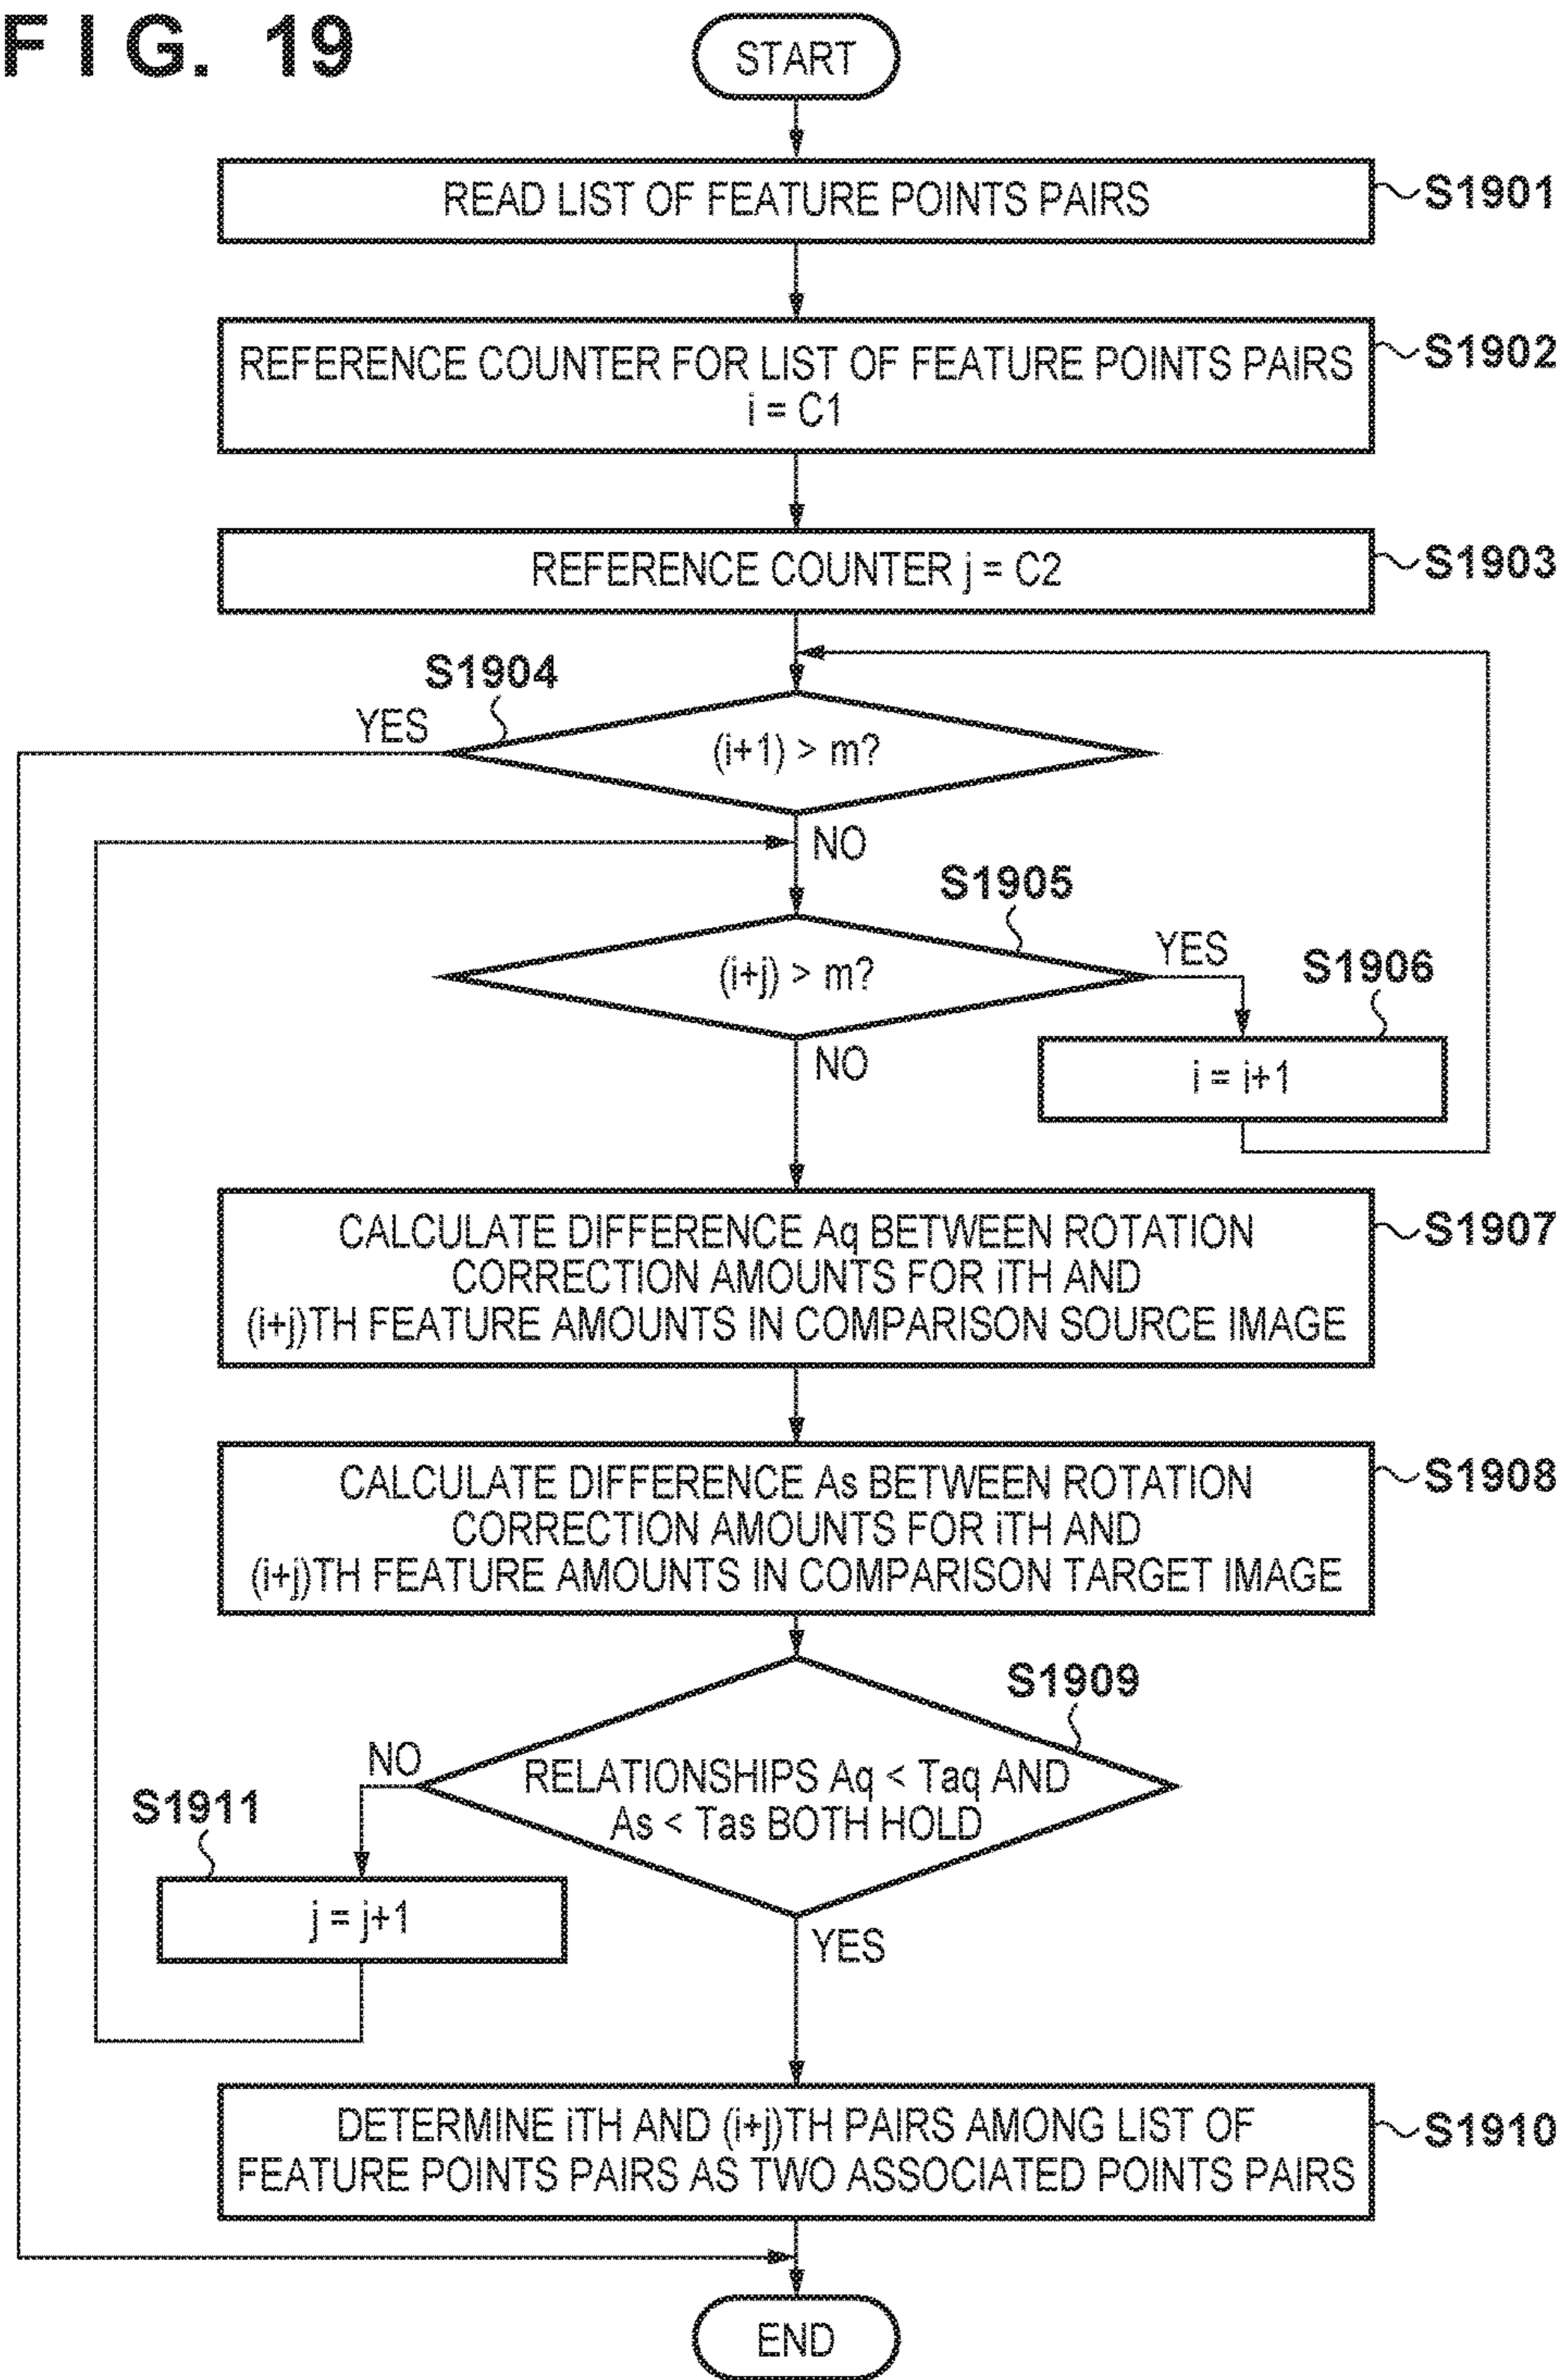 FIG. 19
START
READ LIST OF FEATURE POINTS PAIRS
S1901
REFERENCE COUNTER FOR LIST OF FEATURE POINTS PAIRS
i = C1
S1902
REFERENCE COUNTER j = C2
S1903
S1904
YES
(i+1) > m?
NO
S1905
(i+j) > m?
YES
S1906
NO
i = i+1
CALCULATE DIFFERENCE Aq BETWEEN ROTATION
CORRECTION AMOUNTS FOR iTH AND
(i+j)TH FEATURE AMOUNTS IN COMPARISON SOURCE IMAGE
S1907
CALCULATE DIFFERENCE As BETWEEN ROTATION
CORRECTION AMOUNTS FOR iTH AND
(i+j)TH FEATURE AMOUNTS IN COMPARISON TARGET IMAGE
S1908
S1909
NO
RELATIONSHIPS Aq < Taq AND
As < Tas BOTH HOLD
S1911
j = j+1
YES
DETERMINE iTH AND (i+j)TH PAIRS AMONG LIST OF
FEATURE POINTS PAIRS AS TWO ASSOCIATED POINTS PAIRS
S1910
END